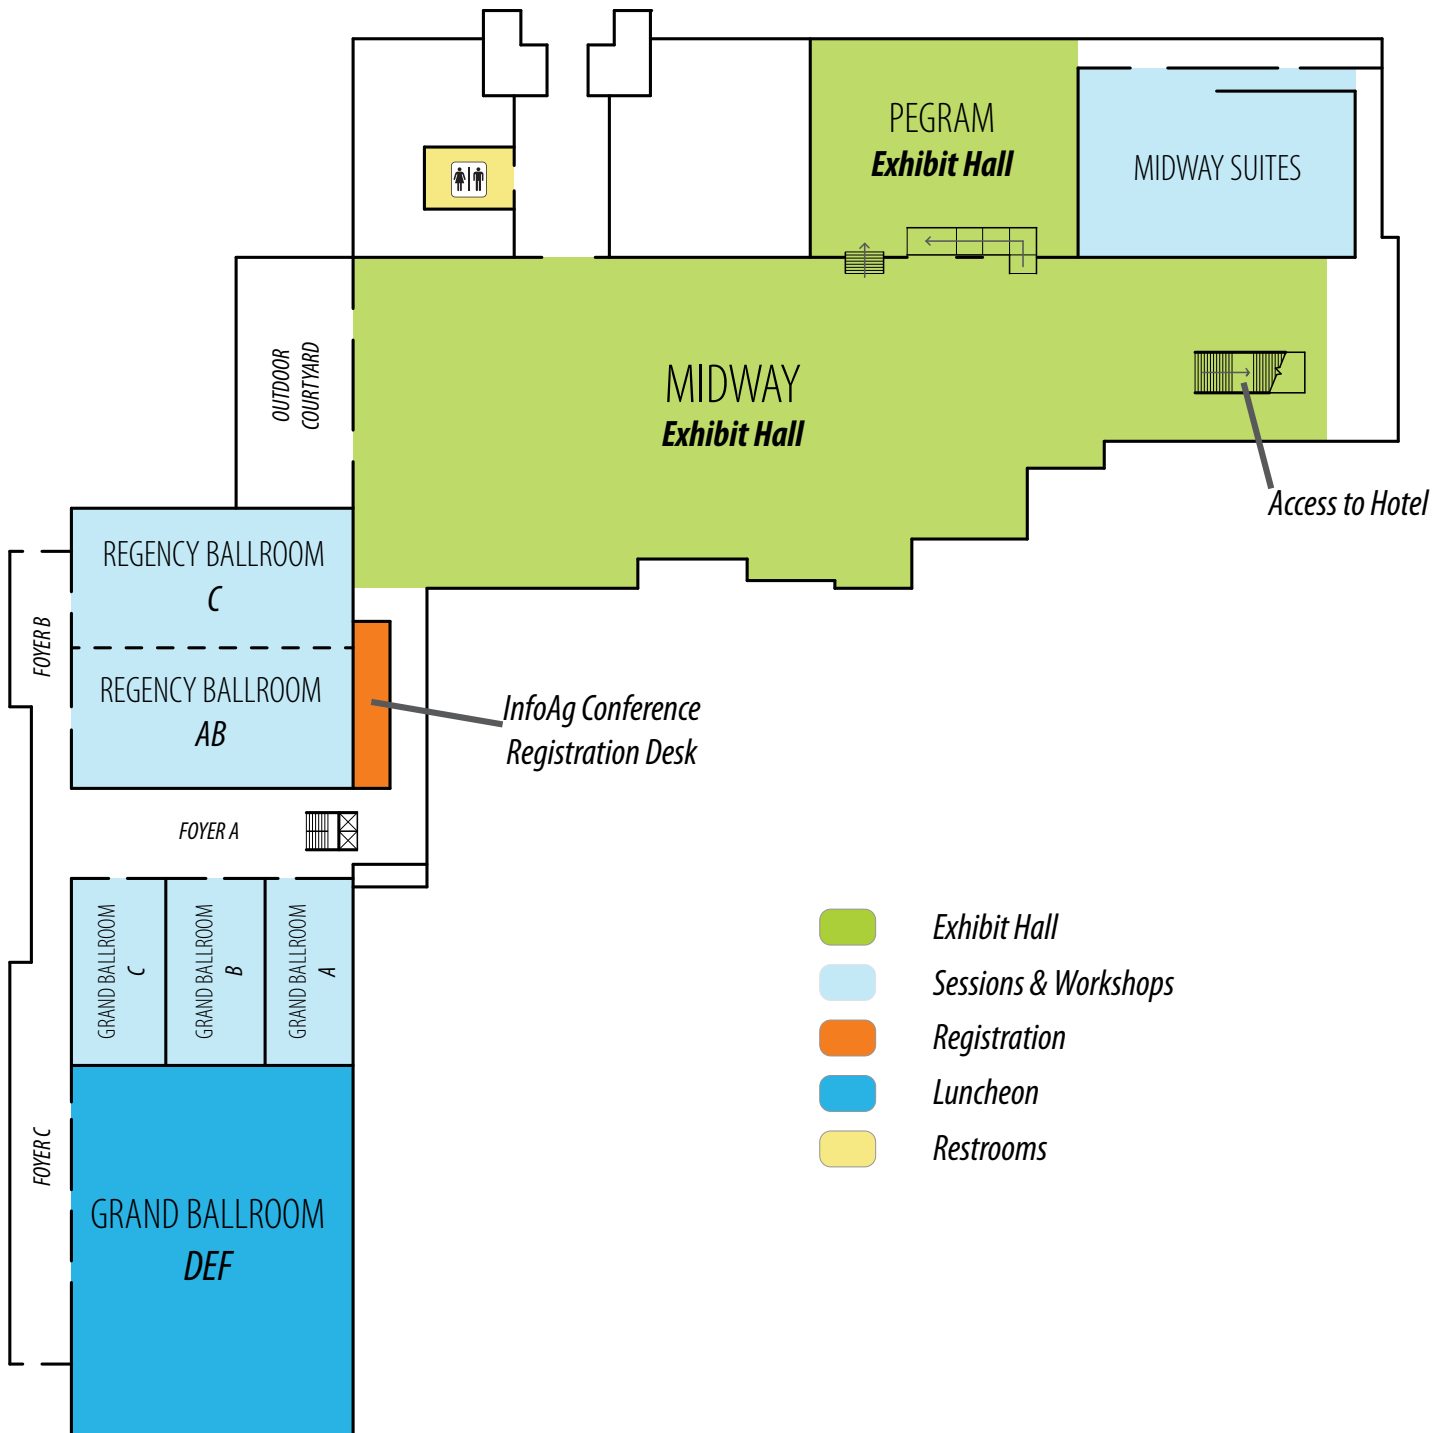 PEGRAM
Exhibit Hall
MIDWAY SUITES
OUTDOOR
COURTYARD
MIDWAY
Exhibit Hall
Access to Hotel
REGENCY BALLROOM
C
FOYER B
REGENCY BALLROOM
AB
InfoAg Conference
Registration Desk
FOYER A
GRAND BALLROOM
C
GRAND BALLROOM
B
GRAND BALLROOM
A
Exhibit Hall
Sessions & Workshops
Registration
Luncheon
Restrooms
FOYER C
GRAND BALLROOM
DEF